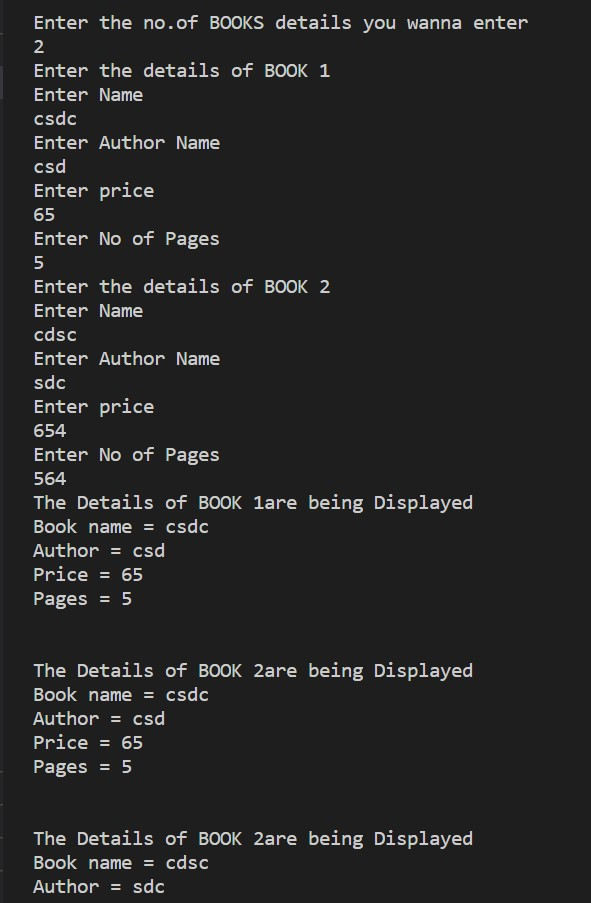 Enter the no.of BOOKS details you wanna enter
2
Enter the details of BOOK 1
Enter Name
csdc
Enter Author Name
csd
Enter price
65
Enter No of Pages
5
Enter the details of BOOK 2
Enter Name
cdsc
Enter Author Name
sdc
Enter price
654
Enter No of Pages
564
The Details of BOOK 1are being Displayed
Book name = csdc
Author = csd
Price = 65
Pages = 5
The Details of BOOK 2are being Displayed
Book name = csdc
Author = csd
Price = 65
Pages = 5
The Details of BOOK 2are being Displayed
Book name = cdsc
Author = sdc